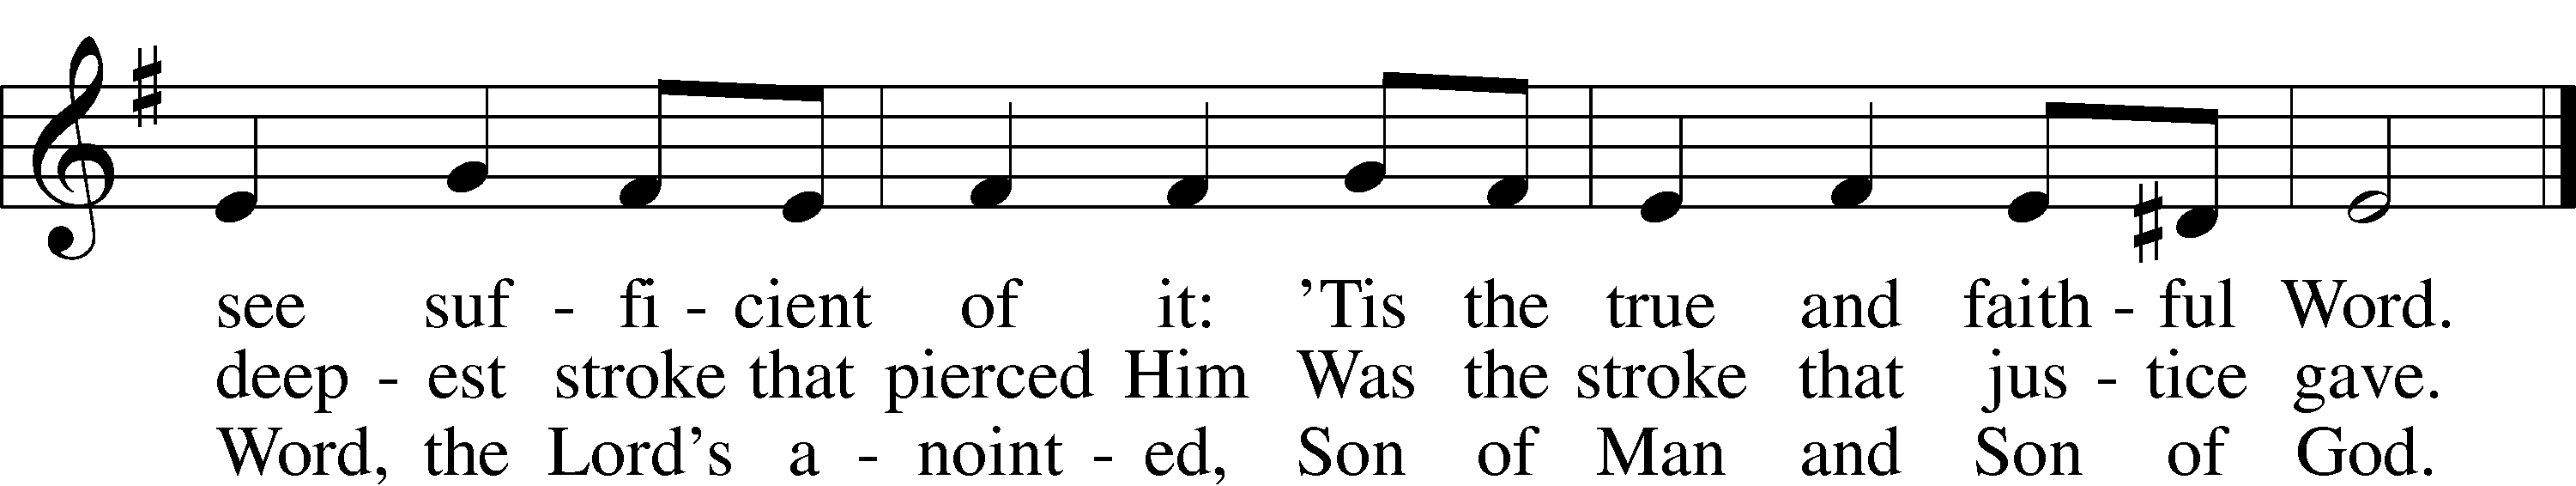 see suf - fi - cient of it: ’Tis the true and faith - ful Word.
deep - est stroke that pierced Him Was the stroke that jus - tice gave.
Word, the Lord’s a - noint - ed, Son of Man and Son of God.